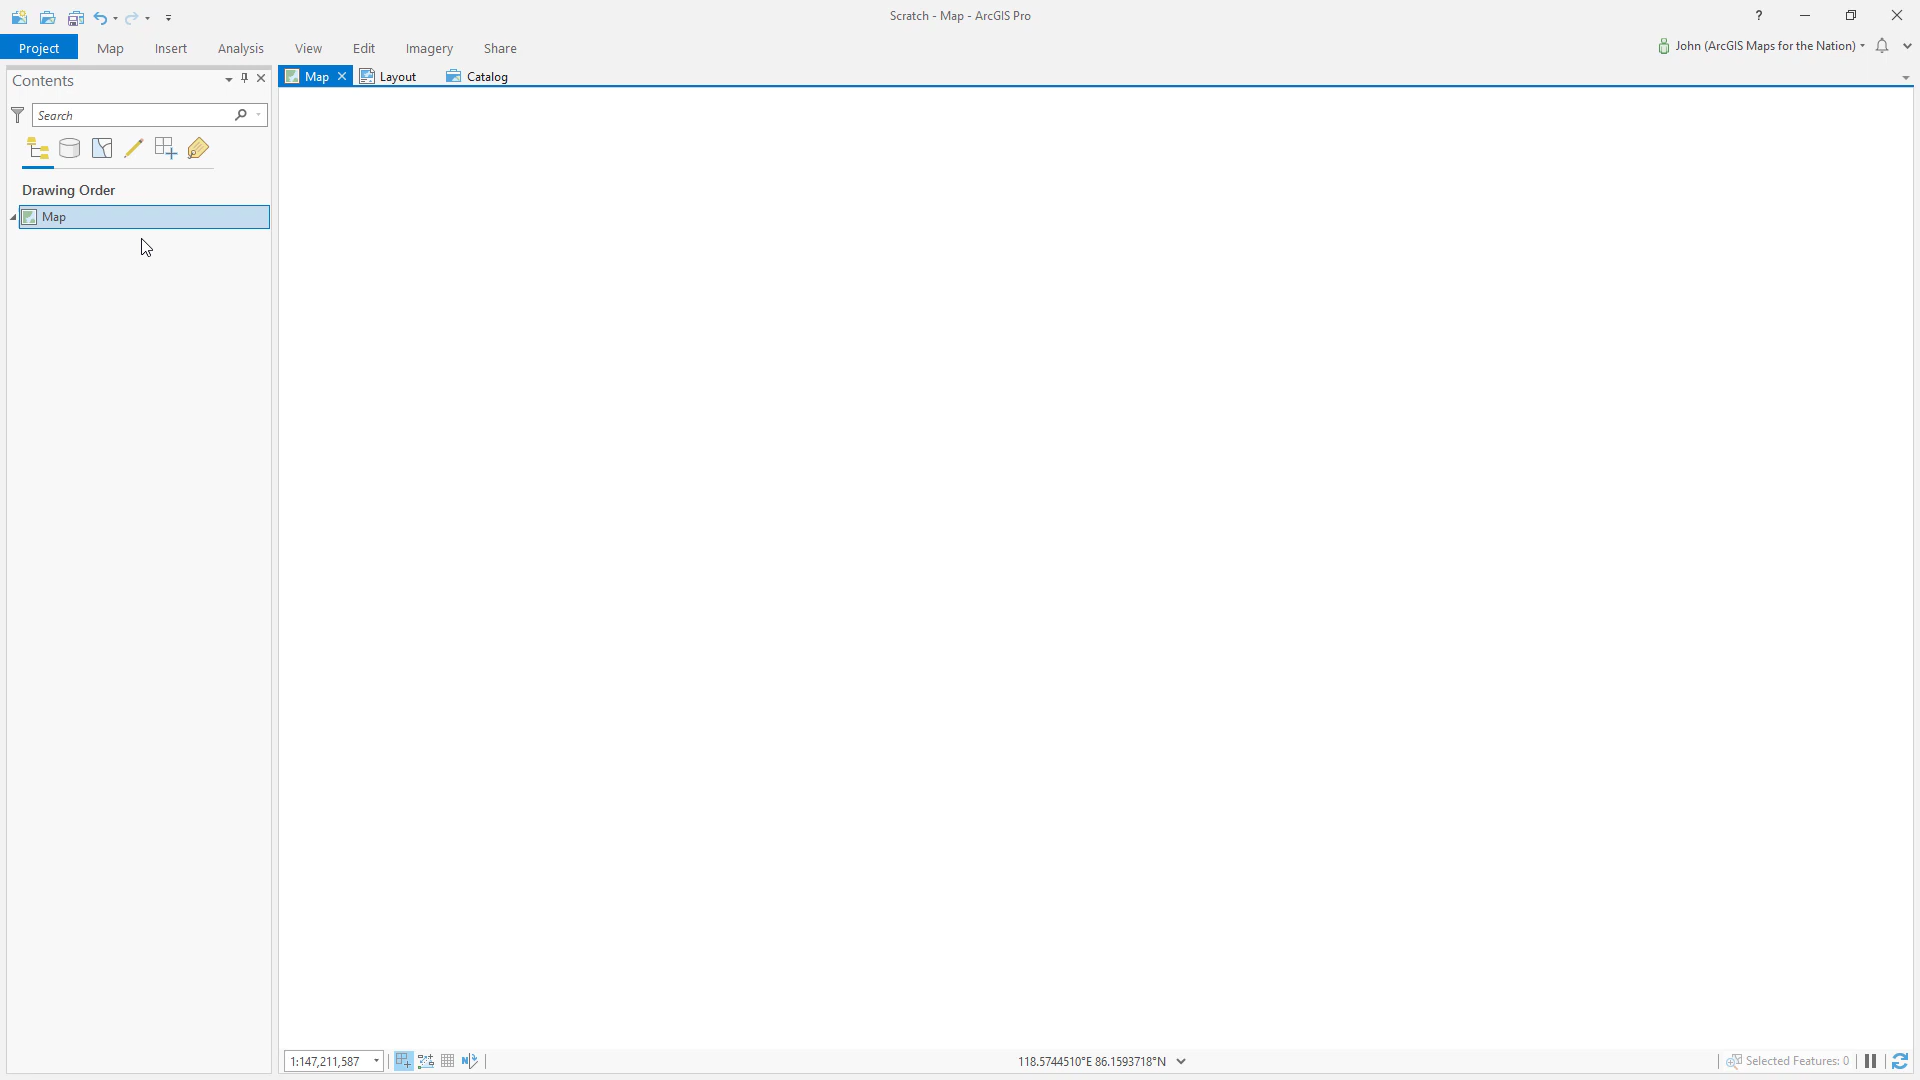 Scratch - Map - ArcGIS Pro
?
Project Map Insert Analysis View Edit Imagery Share
John (ArcGIS Maps for the Nation)
Contents
Map Layout Catalog
Search
Drawing Order
Map
1:147,211,587
118.5744510°E 86.1593718°N
Selected Features: 0